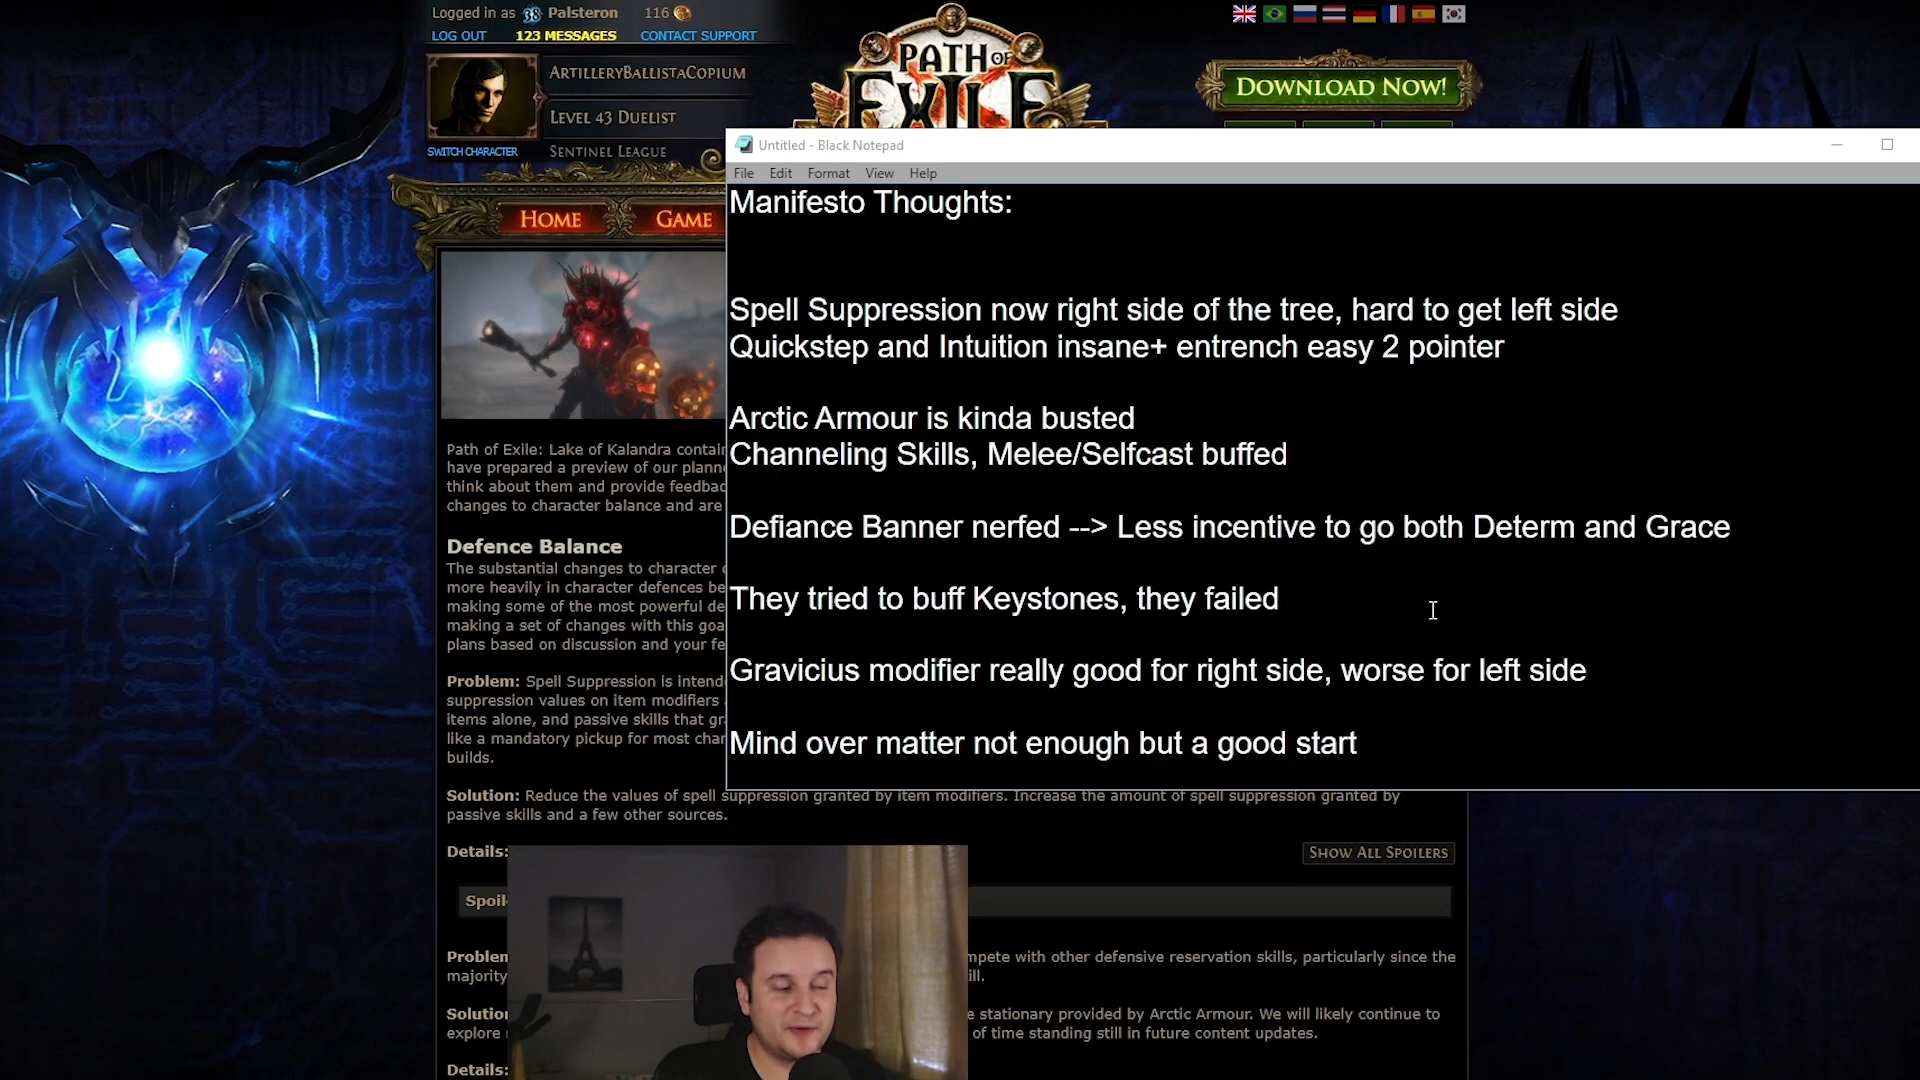 Logged in as 38 Palsteron 116
LOG OUT 123 MESSAGES CONTACT SUPPORT
ArtilleryBallistaCopium
Level 43 Duelist
SWITCH CHARACTER
Sentinel League
PATH OF EXILE
Download Now!
Home Game
Untitled - Black Notepad
File Edit Format View Help
Manifesto Thoughts:
Spell Suppression now right side of the tree, hard to get left side
Quickstep and Intuition insane+ entrench easy 2 pointer
Arctic Armour is kinda busted
Channeling Skills, Melee/Selfcast buffed
Defiance Banner nerfed --> Less incentive to go both Determ and Grace
They tried to buff Keystones, they failed
Gravicius modifier really good for right side, worse for left side
Mind over matter not enough but a good start
Path of Exile: Lake of Kalandra contain
have prepared a preview of our plann
think about them and provide feedbac
changes to character balance and are
Defence Balance
The substantial changes to character
more heavily in character defences be
making some of the most powerful de
making a set of changes with this goa
plans based on discussion and your fe
Problem: Spell Suppression is intend
suppression values on item modifiers
items alone, and passive skills that gr
like a mandatory pickup for most char
builds.
Solution: Reduce the values of spell suppression granted by item modifiers. Increase the amount of spell suppression granted by
passive skills and a few other sources.
Details:
Show All Spoilers
Spoil
Problem mpete with other defensive reservation skills, particularly since the
majority ill.
Solution e stationary provided by Arctic Armour. We will likely continue to
explore of time standing still in future content updates.
Details: